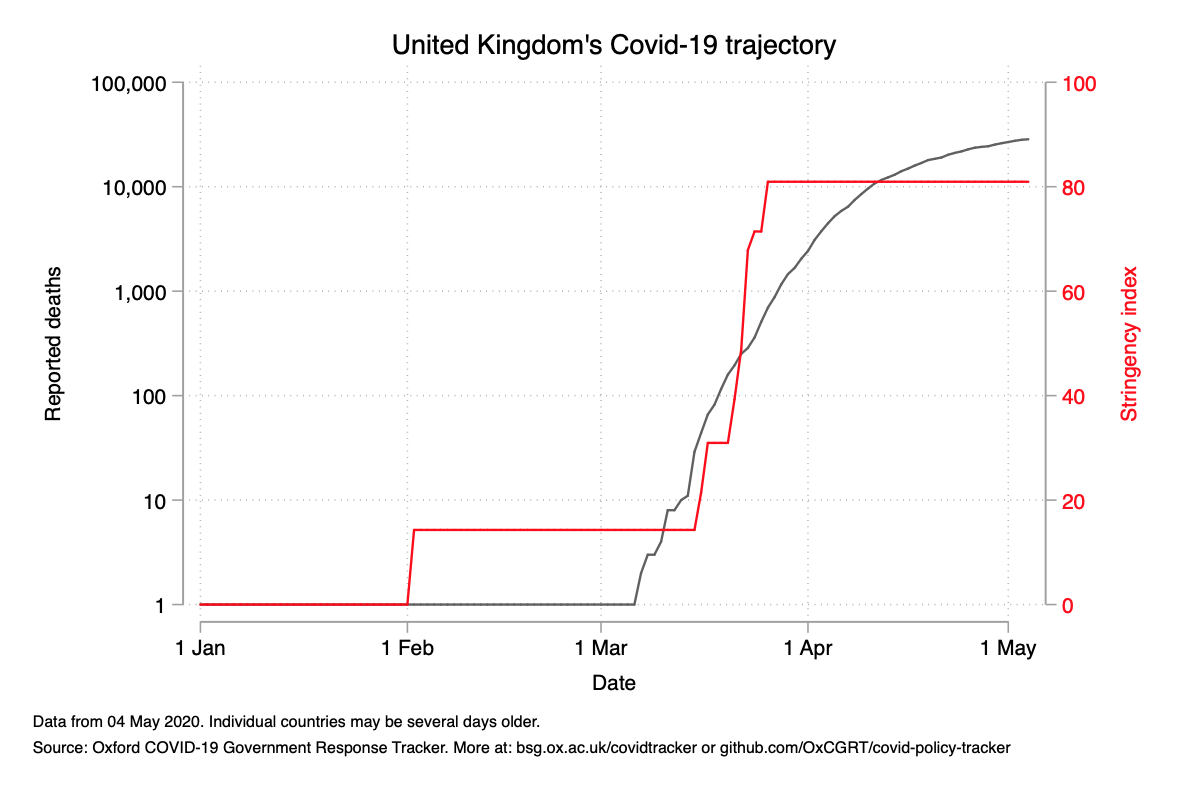 United Kingdom's Covid-19 trajectory
100,000
10,000
1,000
100
10
1
Reported deaths
100
80
60
40
20
0
Stringency index
1 Jan
1 Feb
1 Mar
1 Apr
1 May
Date
Data from 04 May 2020. Individual countries may be several days older.
Source: Oxford COVID-19 Government Response Tracker. More at: bsg.ox.ac.uk/covidtracker or github.com/OxCGRT/covid-policy-tracker